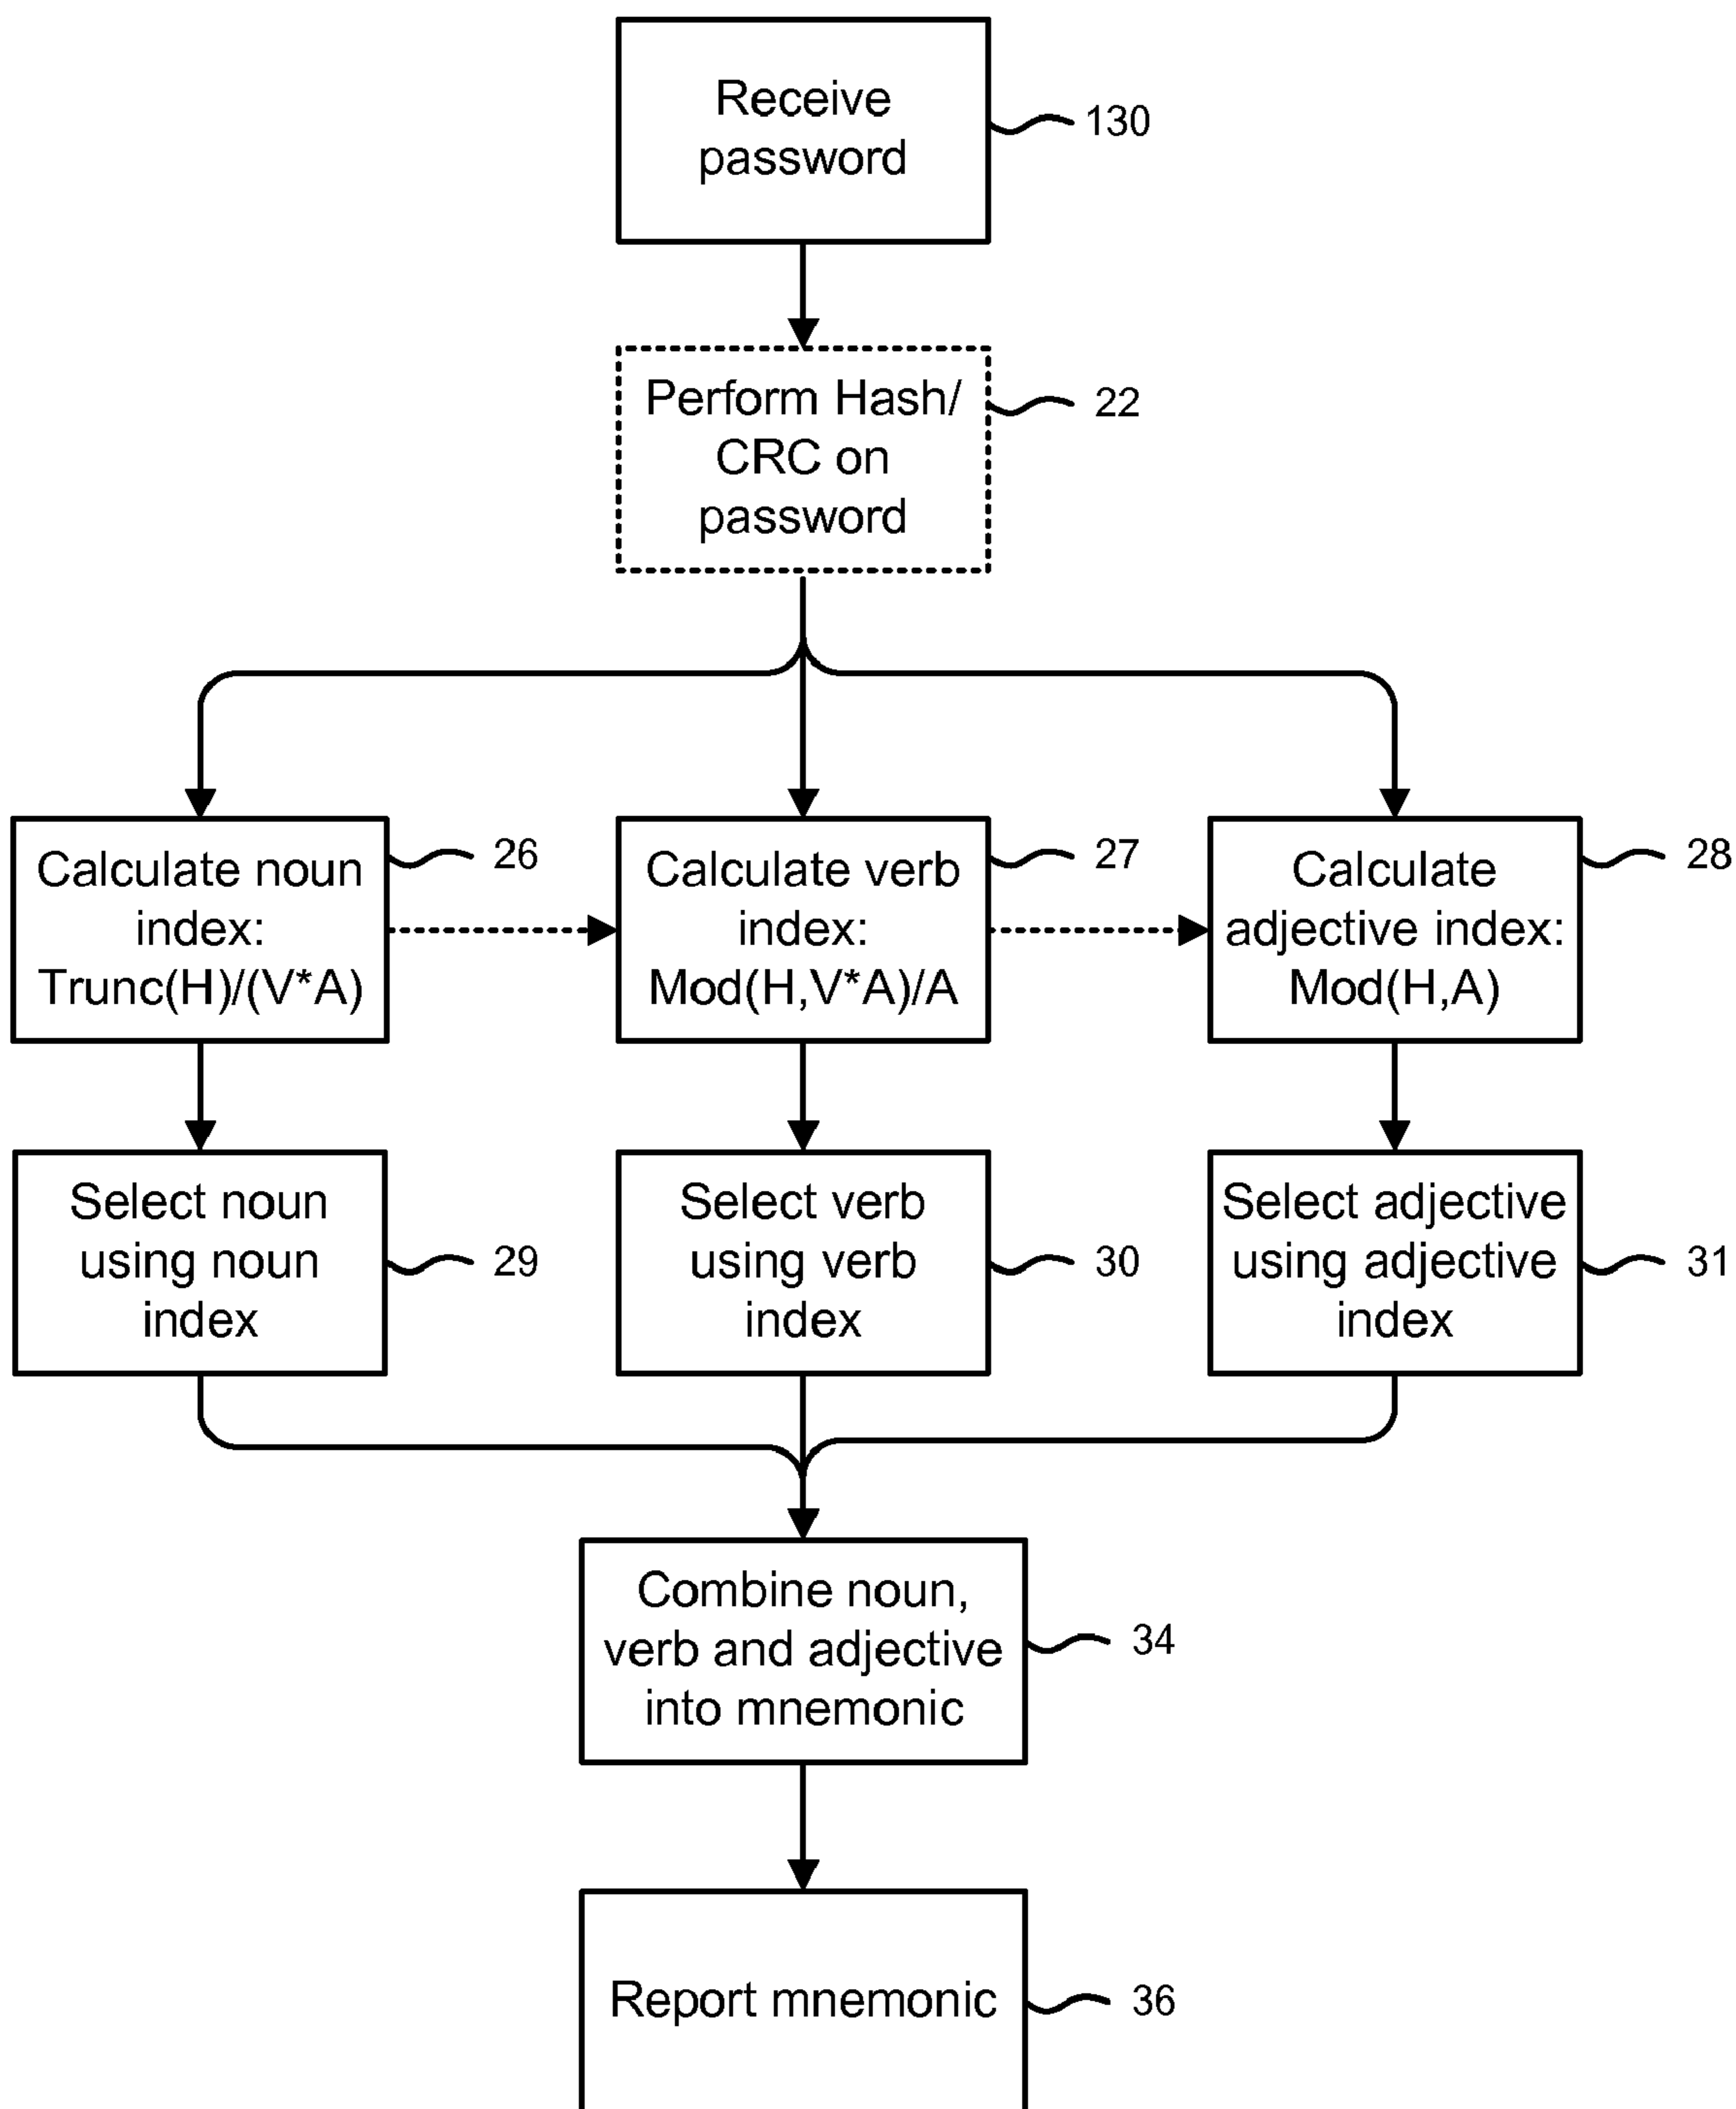 Receive
password
130
Perform Hash/
CRC on
password
22
Calculate noun
index:
Trunc(H)/(V*A)
26
Calculate verb
index:
Mod(H,V*A)/A
27
Calculate
adjective index:
Mod(H,A)
28
Select noun
using noun
index
29
Select verb
using verb
index
30
Select adjective
using adjective
index
31
Combine noun,
verb and adjective
into mnemonic
34
Report mnemonic
36